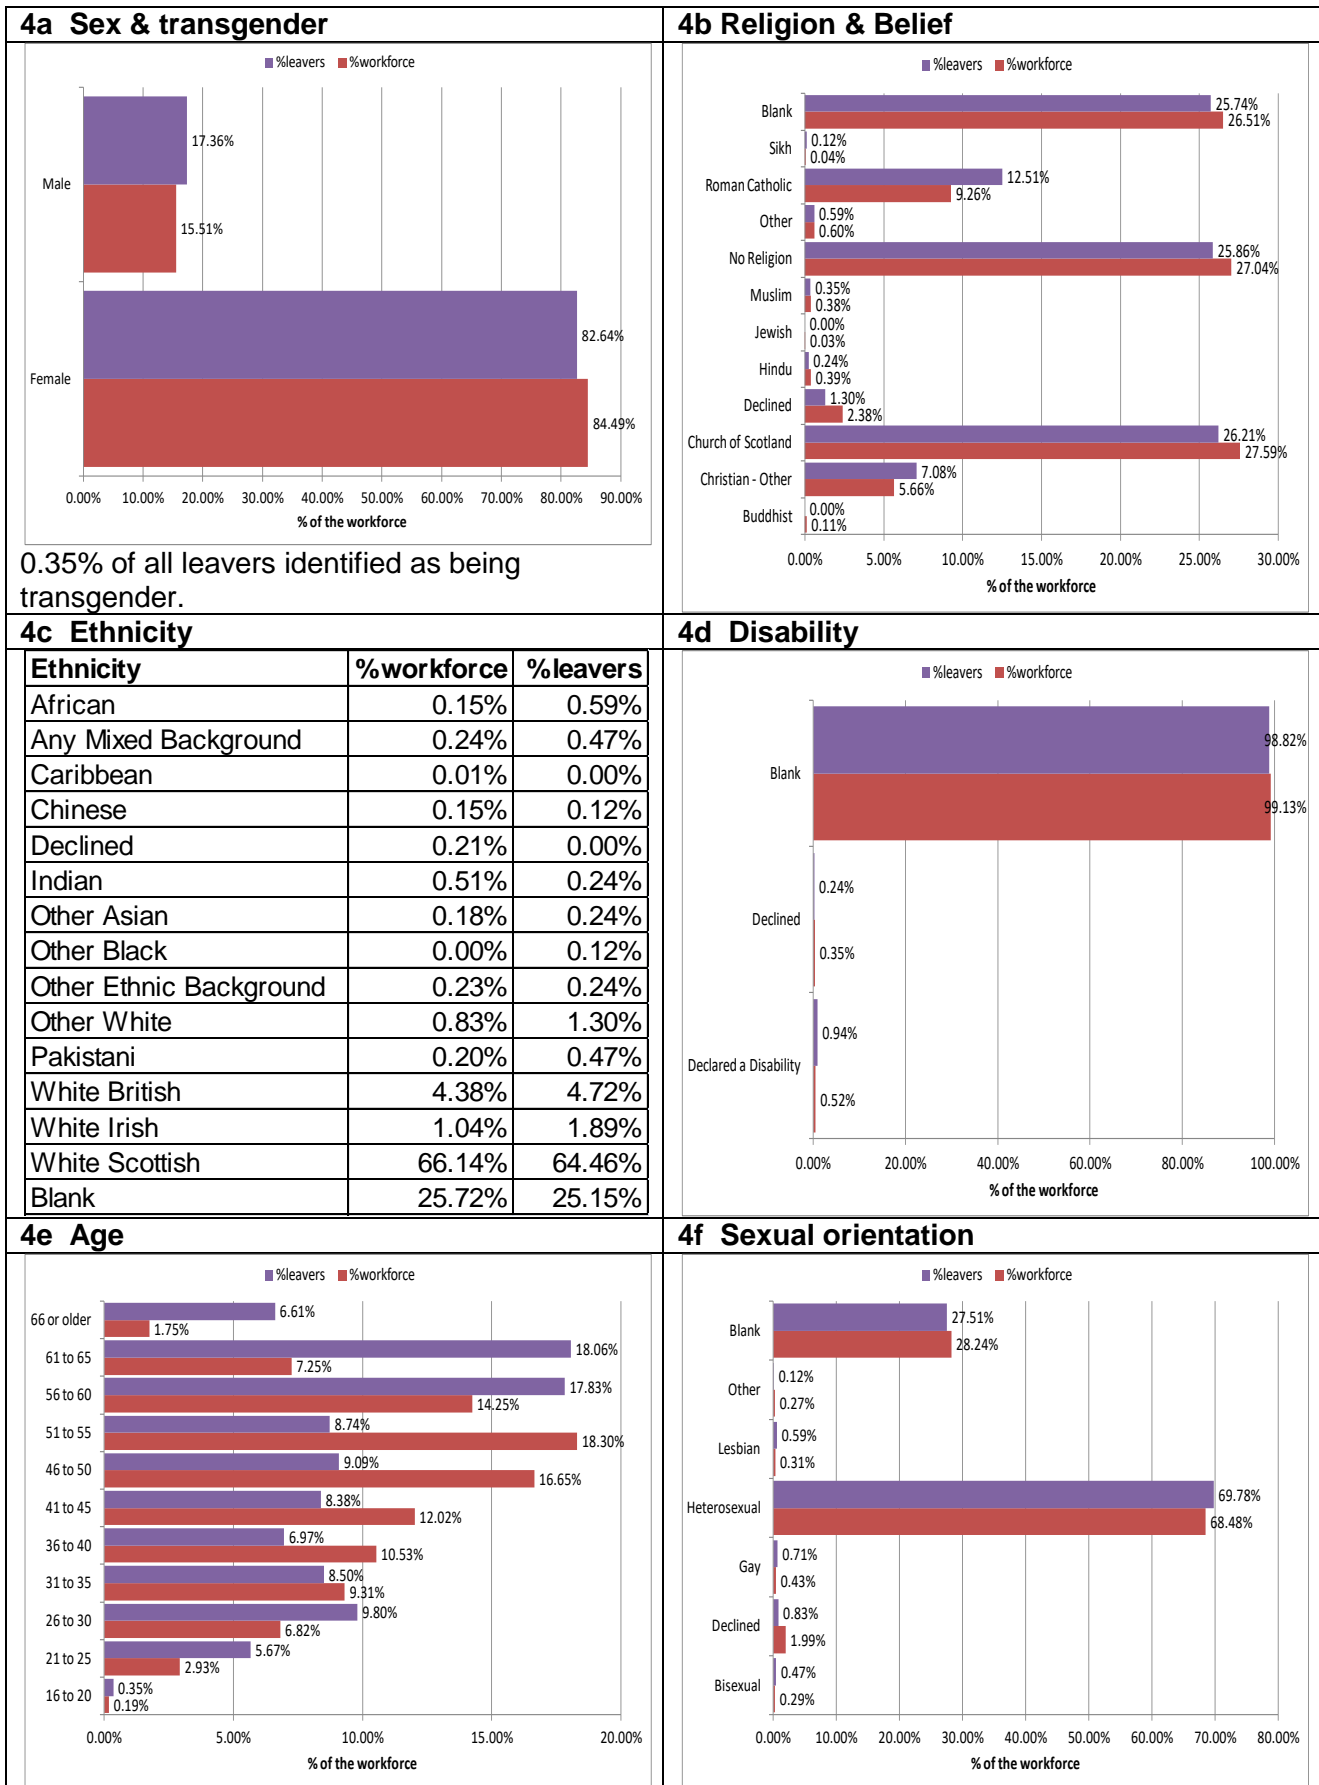 4a Sex & transgender
%leavers %workforce
Male
17.36%
15.51%
Female
82.64%
84.49%
0.00% 10.00% 20.00% 30.00% 40.00% 50.00% 60.00% 70.00% 80.00% 90.00%
% of the workforce
0.35% of all leavers identified as being
transgender.
4b Religion & Belief
%leavers %workforce
Blank 25.74%
26.51%
Sikh 0.12%
0.04%
Roman Catholic 12.51%
9.26%
Other 0.59%
0.60%
No Religion 25.86%
27.04%
Muslim 0.35%
0.38%
Jewish 0.00%
0.03%
Hindu 0.24%
0.39%
Declined 1.30%
2.38%
Church of Scotland 26.21%
27.59%
Christian - Other 7.08%
5.66%
Buddhist 0.00%
0.11%
0.00% 5.00% 10.00% 15.00% 20.00% 25.00% 30.00%
% of the workforce
4c Ethnicity
Ethnicity %workforce %leavers
African 0.15% 0.59%
Any Mixed Background 0.24% 0.47%
Caribbean 0.01% 0.00%
Chinese 0.15% 0.12%
Declined 0.21% 0.00%
Indian 0.51% 0.24%
Other Asian 0.18% 0.24%
Other Black 0.00% 0.12%
Other Ethnic Background 0.23% 0.24%
Other White 0.83% 1.30%
Pakistani 0.20% 0.47%
White British 4.38% 4.72%
White Irish 1.04% 1.89%
White Scottish 66.14% 64.46%
Blank 25.72% 25.15%
4d Disability
%leavers %workforce
Blank
98.82%
99.13%
Declined
0.24%
0.35%
Declared a Disability
0.94%
0.52%
0.00% 20.00% 40.00% 60.00% 80.00% 100.00%
% of the workforce
4e Age
%leavers %workforce
66 or older 6.61%
1.75%
61 to 65 18.06%
7.25%
56 to 60 17.83%
14.25%
51 to 55 8.74%
18.30%
46 to 50 9.09%
16.65%
41 to 45 8.38%
12.02%
36 to 40 6.97%
10.53%
31 to 35 8.50%
9.31%
26 to 30 9.80%
6.82%
21 to 25 5.67%
2.93%
16 to 20 0.35%
0.19%
0.00% 5.00% 10.00% 15.00% 20.00%
% of the workforce
4f Sexual orientation
%leavers %workforce
Blank 27.51%
28.24%
Other 0.12%
0.27%
Lesbian 0.59%
0.31%
Heterosexual 69.78%
68.48%
Gay 0.71%
0.43%
Declined 0.83%
1.99%
Bisexual 0.47%
0.29%
0.00% 10.00% 20.00% 30.00% 40.00% 50.00% 60.00% 70.00% 80.00%
% of the workforce